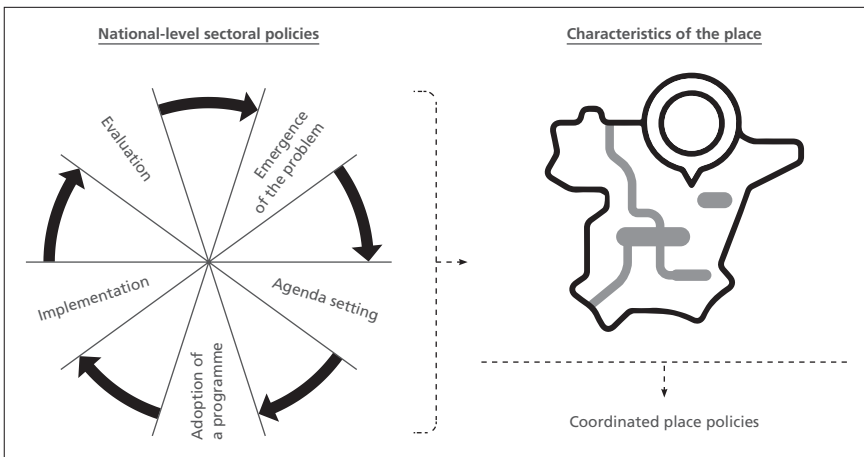 National-level sectoral policies
Characteristics of the place
Evaluation
Emergence
of the problem
Implementation
Agenda setting
Adoption of
a programme
Coordinated place policies